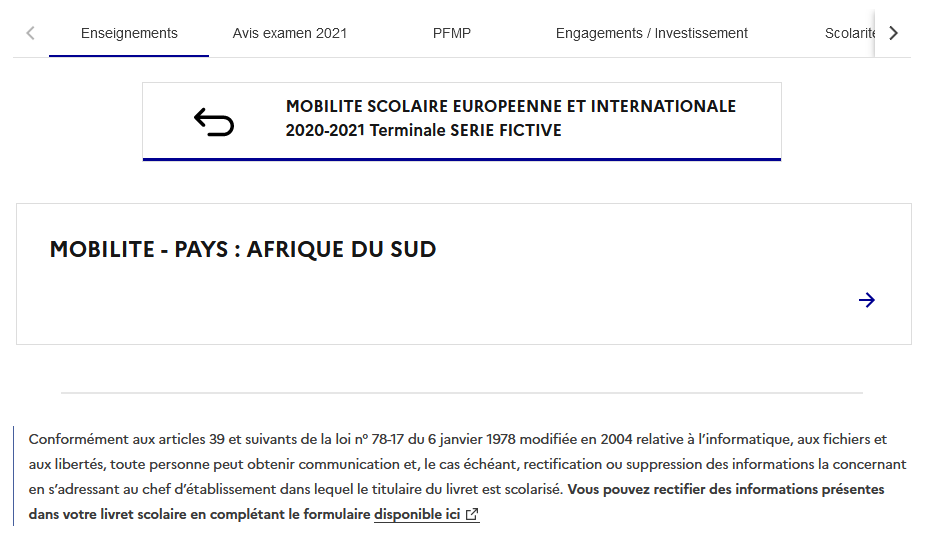 Enseignements Avis examen 2021 PFMP Engagements / Investissement Scolarité
MOBILITE SCOLAIRE EUROPEENNE ET INTERNATIONALE
2020-2021 Terminale SERIE FICTIVE
MOBILITE - PAYS : AFRIQUE DU SUD
Conformément aux articles 39 et suivants de la loi n° 78-17 du 6 janvier 1978 modifiée en 2004 relative à l’informatique, aux fichiers et
aux libertés, toute personne peut obtenir communication et, le cas échéant, rectification ou suppression des informations la concernant
en s’adressant au chef d’établissement dans lequel le titulaire du livret est scolarisé. Vous pouvez rectifier des informations présentes
dans votre livret scolaire en complétant le formulaire disponible ici